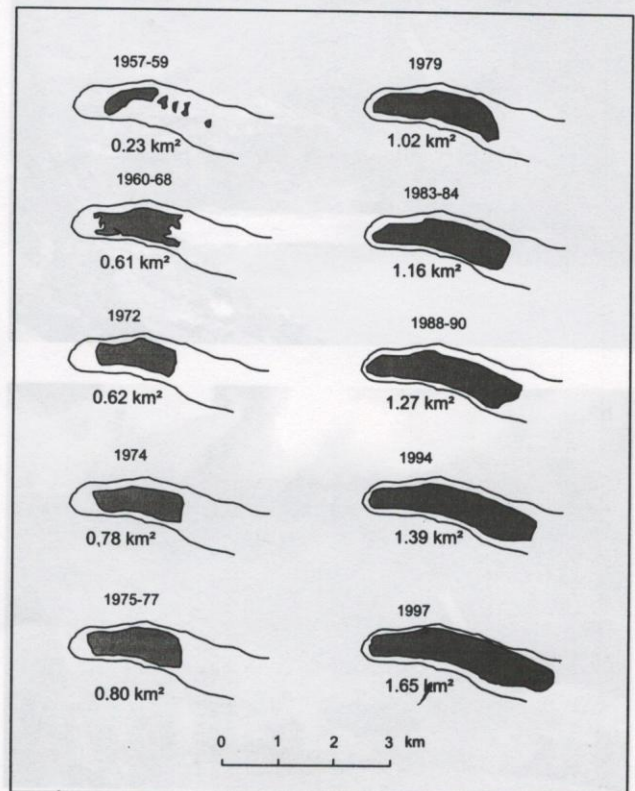 1957-59
0.23 km²
1960-68
0.61 km²
1972
0.62 km²
1974
0,78 km²
1975-77
0.80 km²
1979
1.02 km²
1983-84
1.16 km²
1988-90
1.27 km²
1994
1.39 km²
1997
1.65 km²
0 1 2 3 km